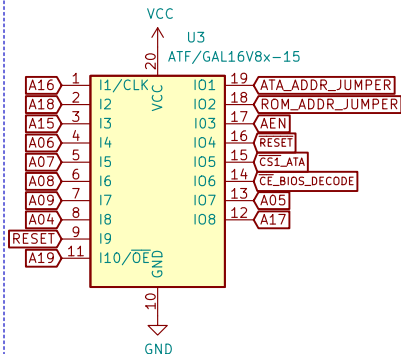 VCC
U3
ATF/GAL16V8x-15
20
VCC
A16 1 I1/CLK IO1 19 ATA_ADDR_JUMPER
A18 2 I2 IO2 18 ROM_ADDR_JUMPER
A15 3 I3 IO3 17 AEN
A06 4 I4 IO4 16 RESET
A07 5 I5 IO5 15 CS1_ATA
A08 6 I6 IO6 14 CE_BIOS_DECODE
A09 7 I7 IO7 13 A05
A04 8 I8 IO8 12 A17
RESET 9 I9
A19 11 I10/OE
GND
10
GND